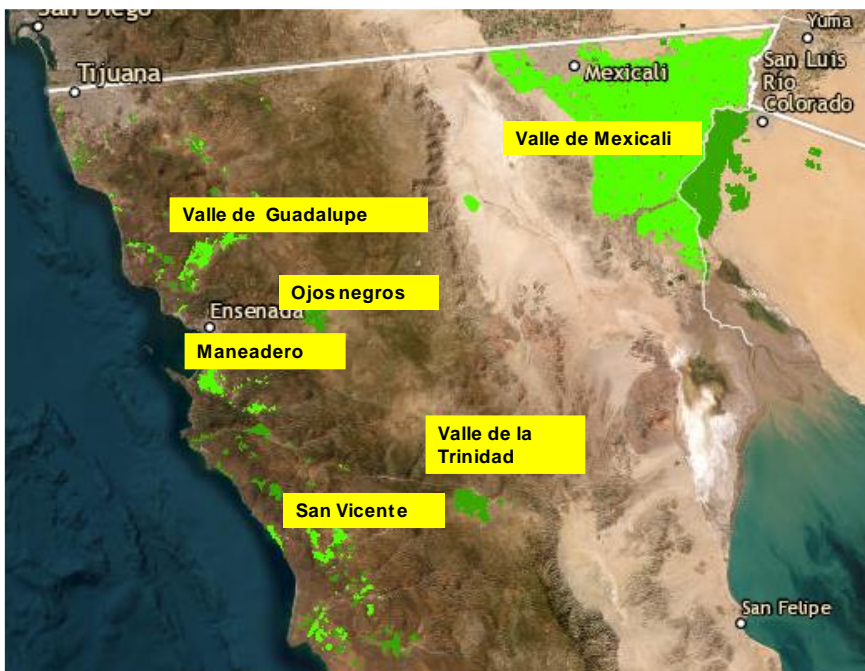 San Diego
Yuma
Tijuana
Mexicali
San Luis
Río
Colorado
Valle de Mexicali
Valle de Guadalupe
Ojos negros
Ensenada
Maneadero
Valle de la
Trinidad
San Vicente
San Felipe